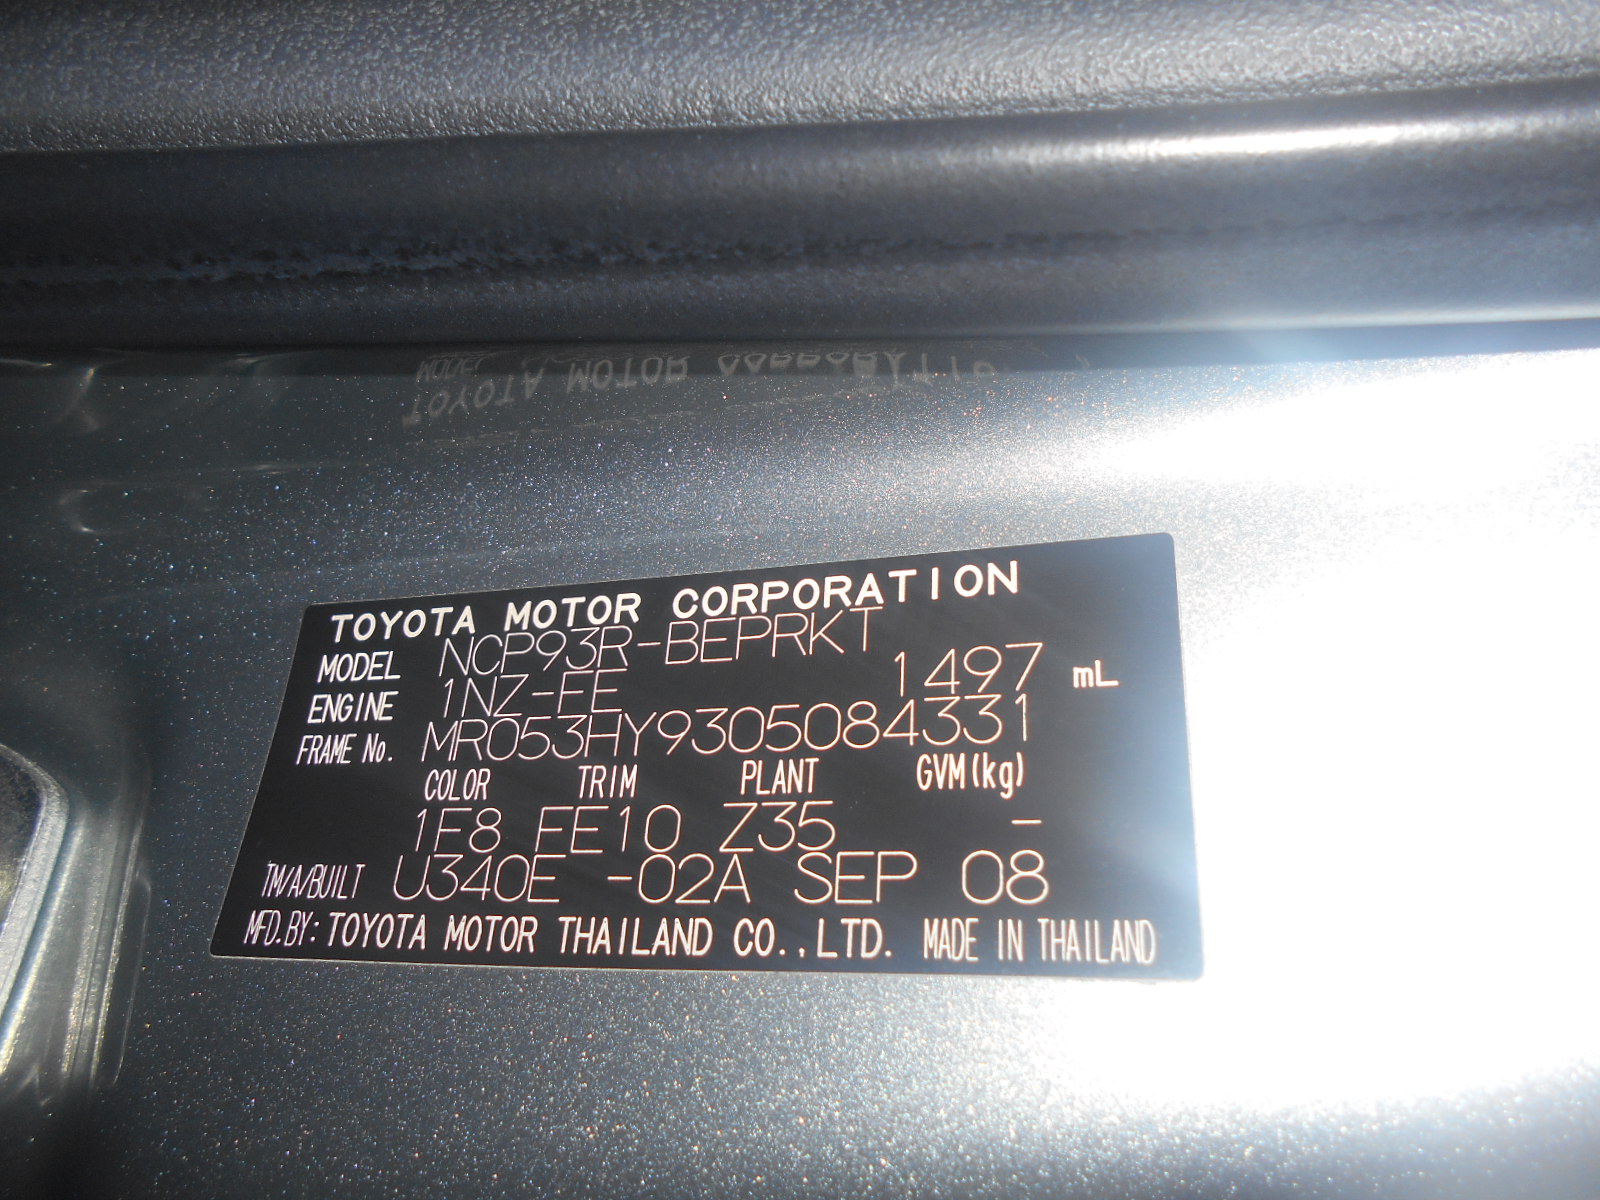 TOYOTA MOTOR CORPORATION
MODEL NCP93R-BEPRKT
ENGINE 1NZ-FE 1497 mL
FRAME No. MR053HY9305084331
COLOR TRIM PLANT GVM(kg)
1F8 FE10 Z35 -
TM/A/BUILT U340E -02A SEP 08
MFD.BY: TOYOTA MOTOR THAILAND CO.,LTD. MADE IN THAILAND